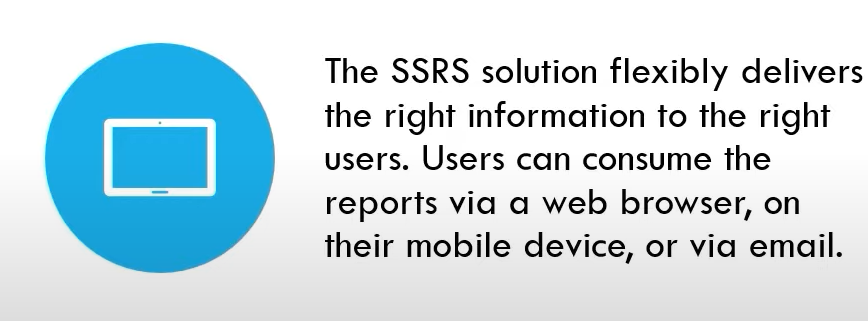 The SSRS solution flexibly delivers
the right information to the right
users. Users can consume the
reports via a web browser, on
their mobile device, or via email.